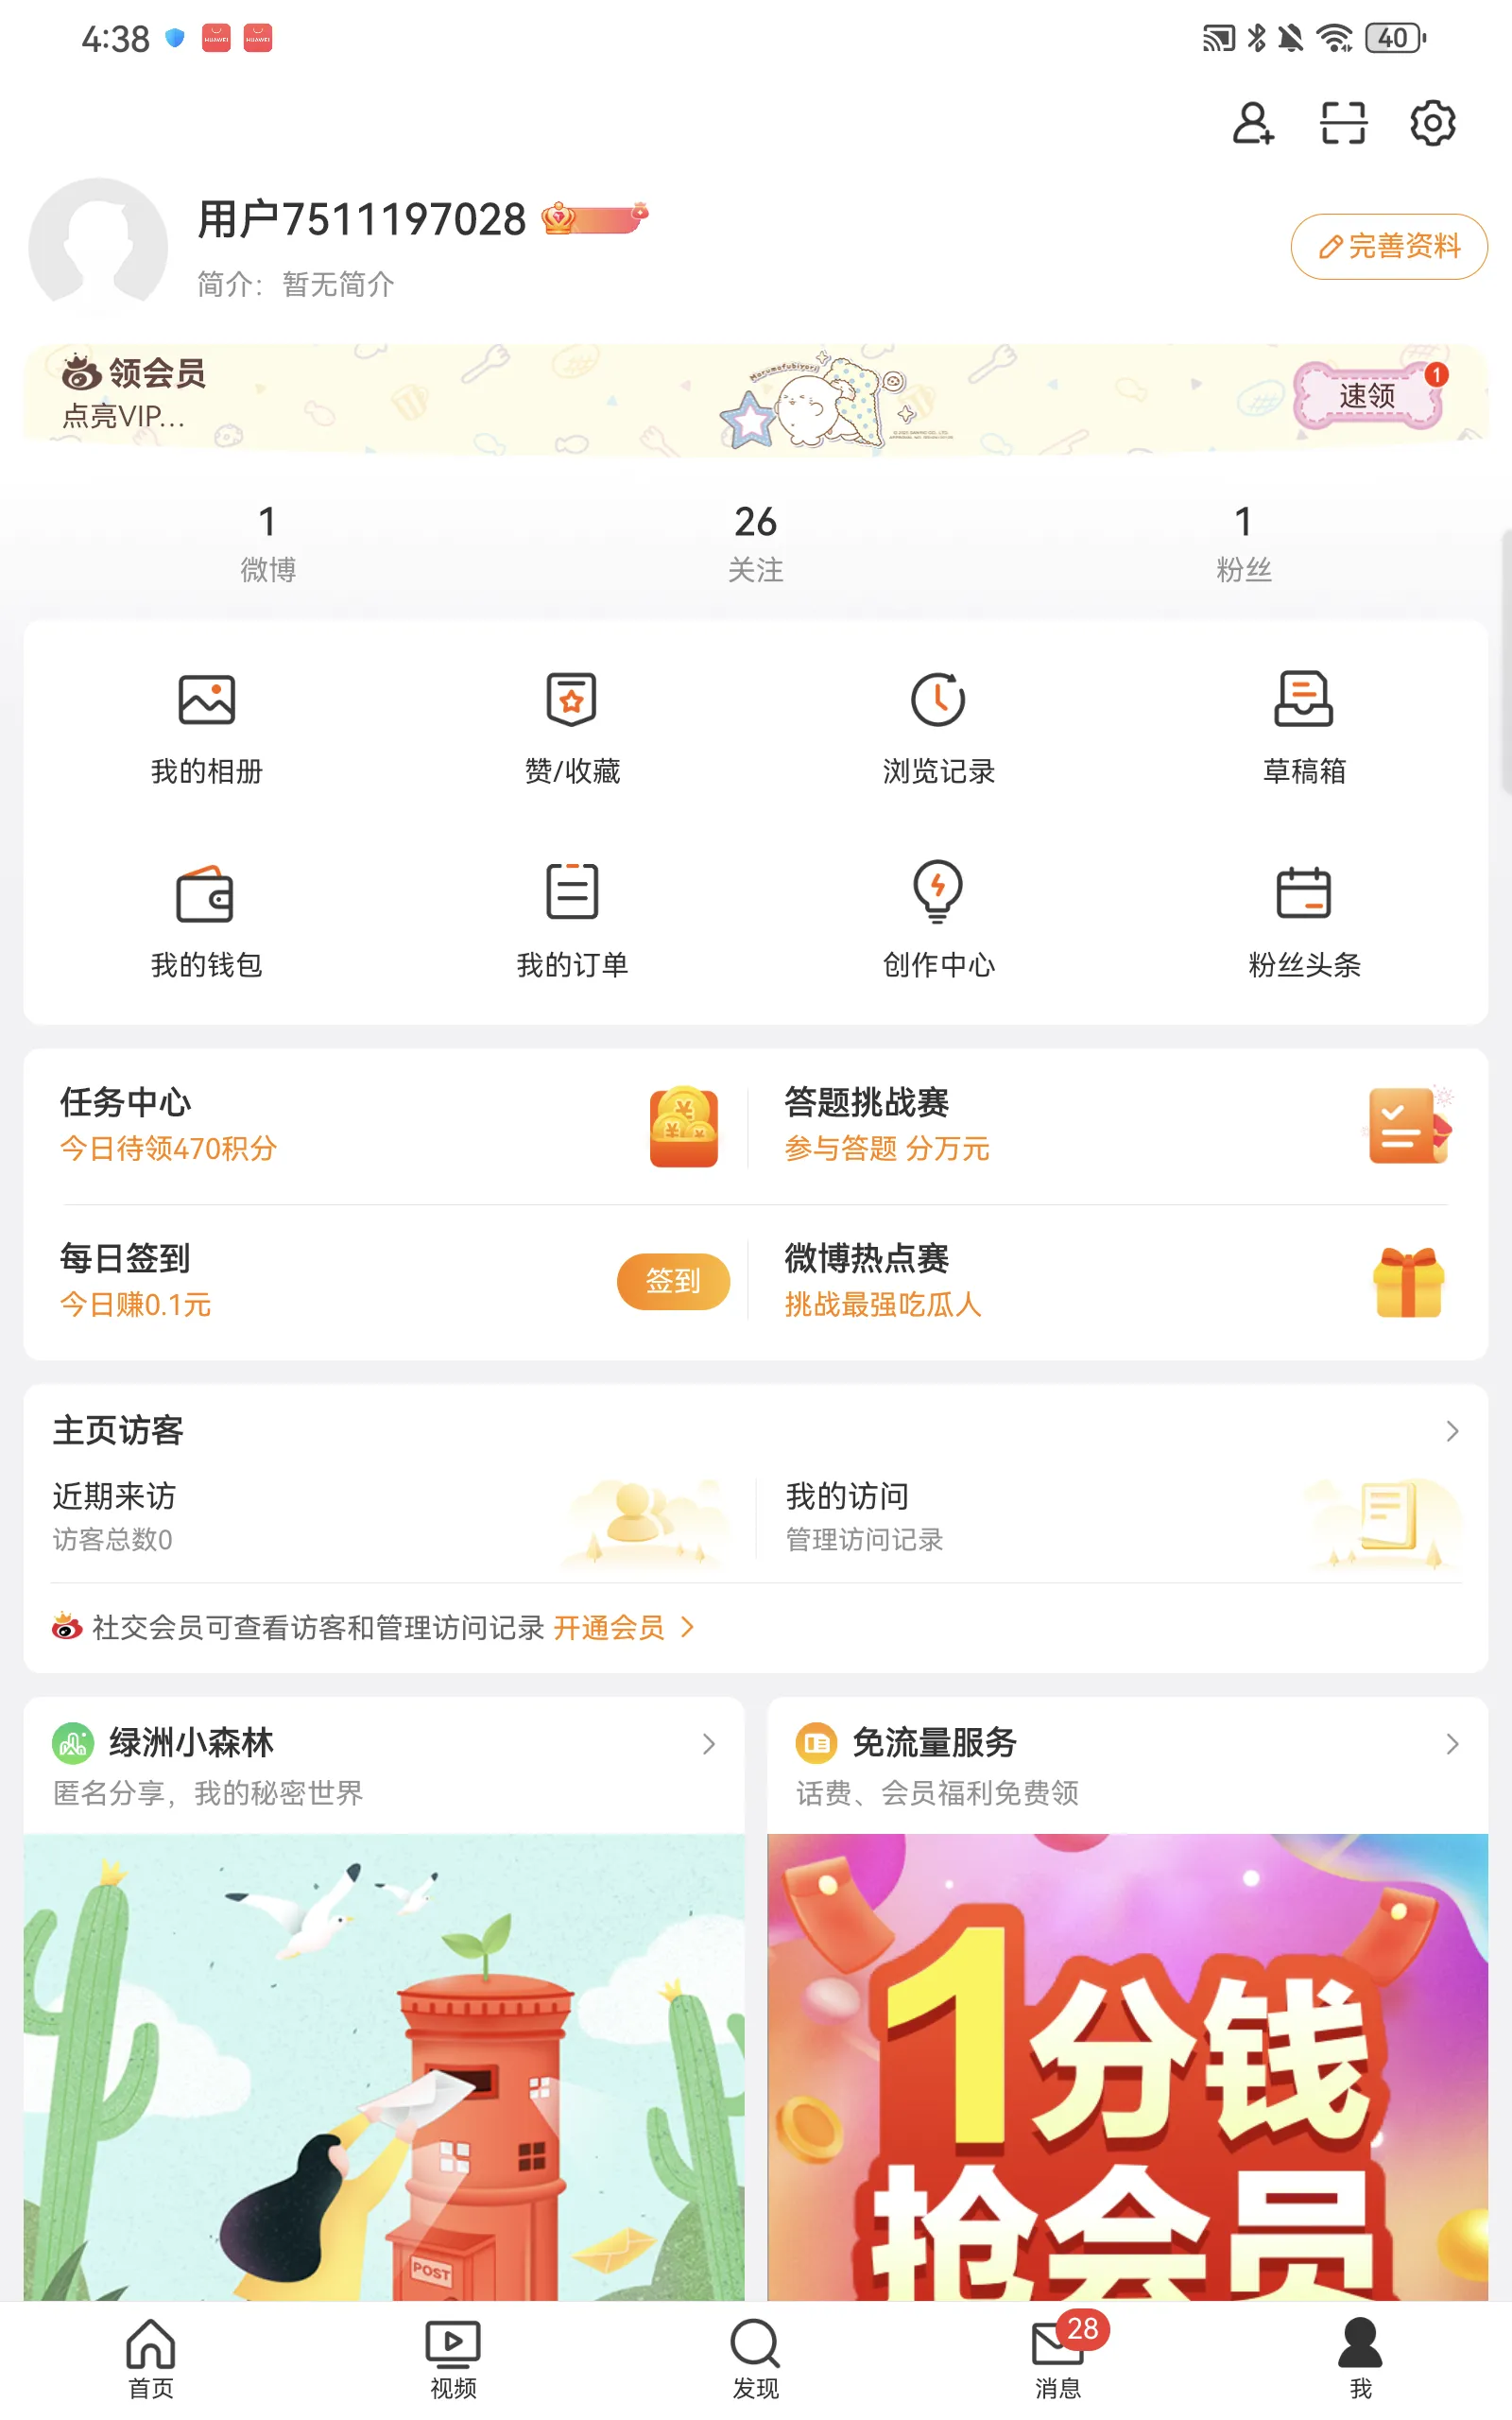 4:38
HUAWEI HUAWEI
40
用户7511197028
简介：暂无简介
完善资料
领会员
点亮VIP...
Marumofubiyori
速领
1
1 26 1
微博 关注 粉丝
我的相册 赞/收藏 浏览记录 草稿箱
我的钱包 我的订单 创作中心 粉丝头条
任务中心
今日待领470积分
答题挑战赛
参与答题 分万元
每日签到
今日赚0.1元
签到
微博热点赛
挑战最强吃瓜人
主页访客
近期来访
访客总数0
我的访问
管理访问记录
社交会员可查看访客和管理访问记录 开通会员
绿洲小森林
匿名分享，我的秘密世界
免流量服务
话费、会员福利免费领
POST
1分钱
抢会员
28
首页 视频 发现 消息 我